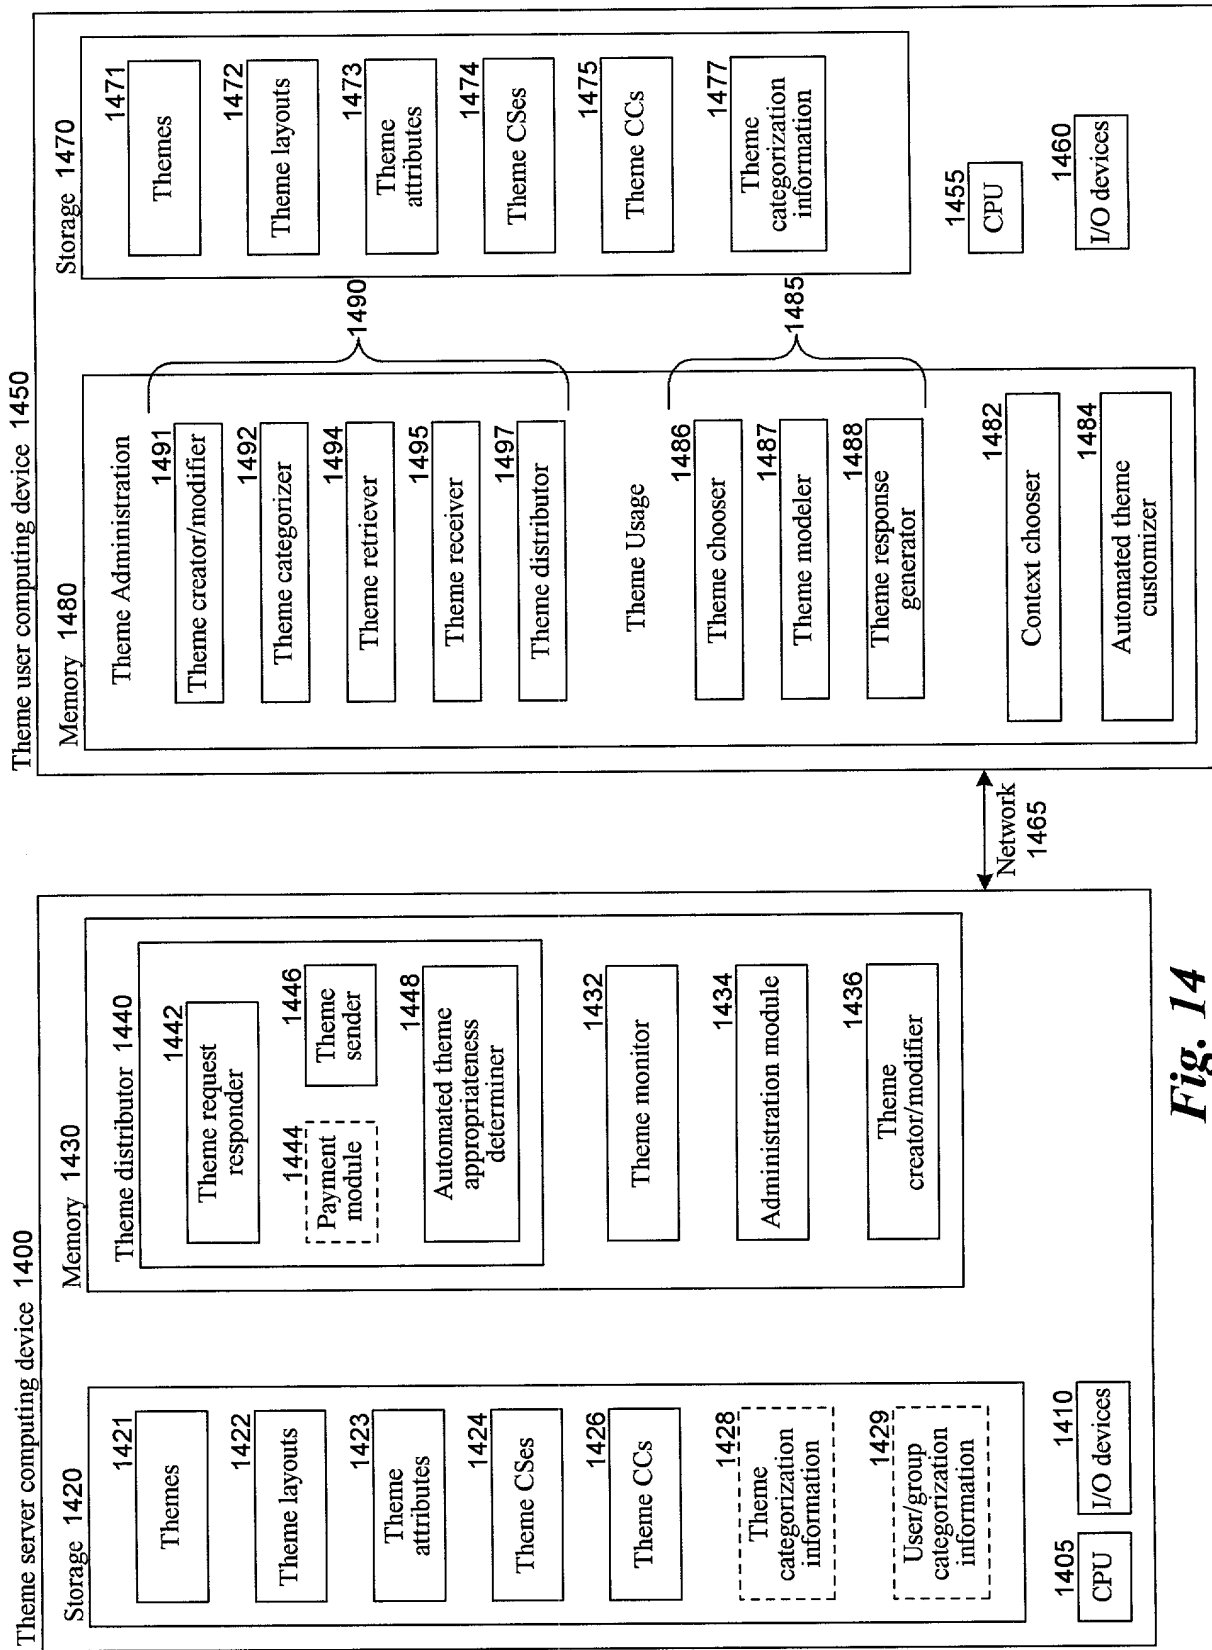 Theme server computing device 1400
Storage 1420
1421
Themes
1422
Theme layouts
1423
Theme
attributes
1424
Theme CSes
1426
Theme CCs
1428
Theme
categorization
information
1429
User/group
categorization
information
1405
CPU
1410
I/O devices
Memory 1430
Theme distributor 1440
1442
Theme request
responder
1444
Payment
module
1446
Theme
sender
1448
Automated theme
appropriateness
determiner
1432
Theme monitor
1434
Administration module
1436
Theme
creator/modifier
Network
1465
Theme user computing device 1450
Memory 1480
Theme Administration
1491
Theme creator/modifier
1492
Theme categorizer
1494
Theme retriever
1495
Theme receiver
1497
Theme distributor
1490
Theme Usage
1486
Theme chooser
1487
Theme modeler
1488
Theme response
generator
1485
1482
Context chooser
1484
Automated theme
customizer
Storage 1470
1471
Themes
1472
Theme layouts
1473
Theme
attributes
1474
Theme CSes
1475
Theme CCs
1477
Theme
categorization
information
1455
CPU
1460
I/O devices
Fig. 14